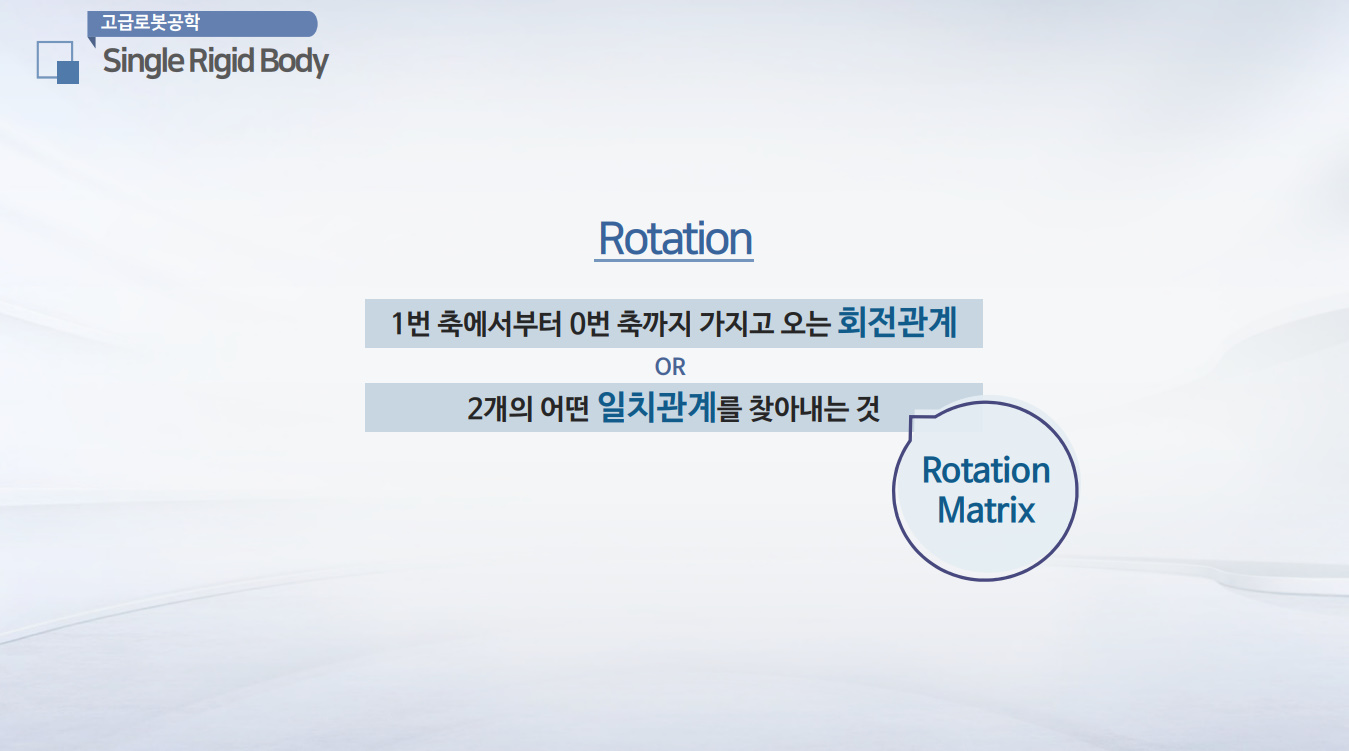 고급로봇공학
Single Rigid Body
Rotation
1번 축에서부터 0번 축까지 가지고 오는 회전관계
OR
2개의 어떤 일치관계를 찾아내는 것
Rotation
Matrix